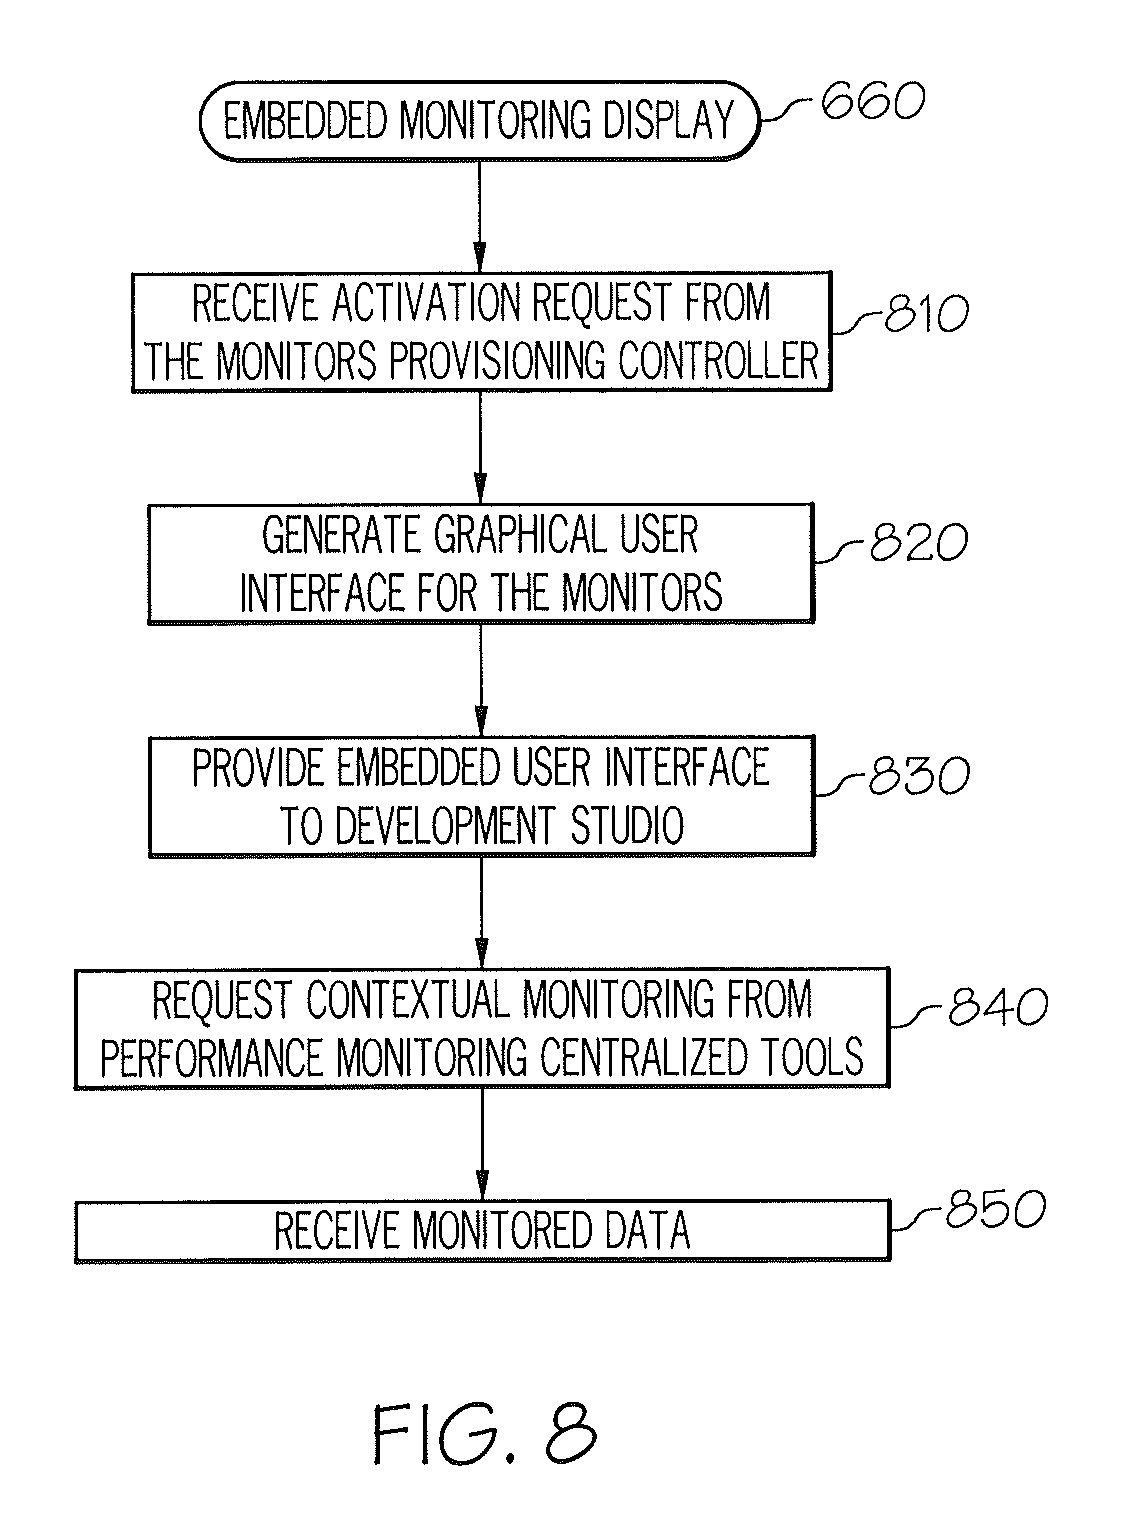 EMBEDDED MONITORING DISPLAY
660
RECEIVE ACTIVATION REQUEST FROM
THE MONITORS PROVISIONING CONTROLLER
810
GENERATE GRAPHICAL USER
INTERFACE FOR THE MONITORS
820
PROVIDE EMBEDDED USER INTERFACE
TO DEVELOPMENT STUDIO
830
REQUEST CONTEXTUAL MONITORING FROM
PERFORMANCE MONITORING CENTRALIZED TOOLS
840
RECEIVE MONITORED DATA
850
FIG. 8